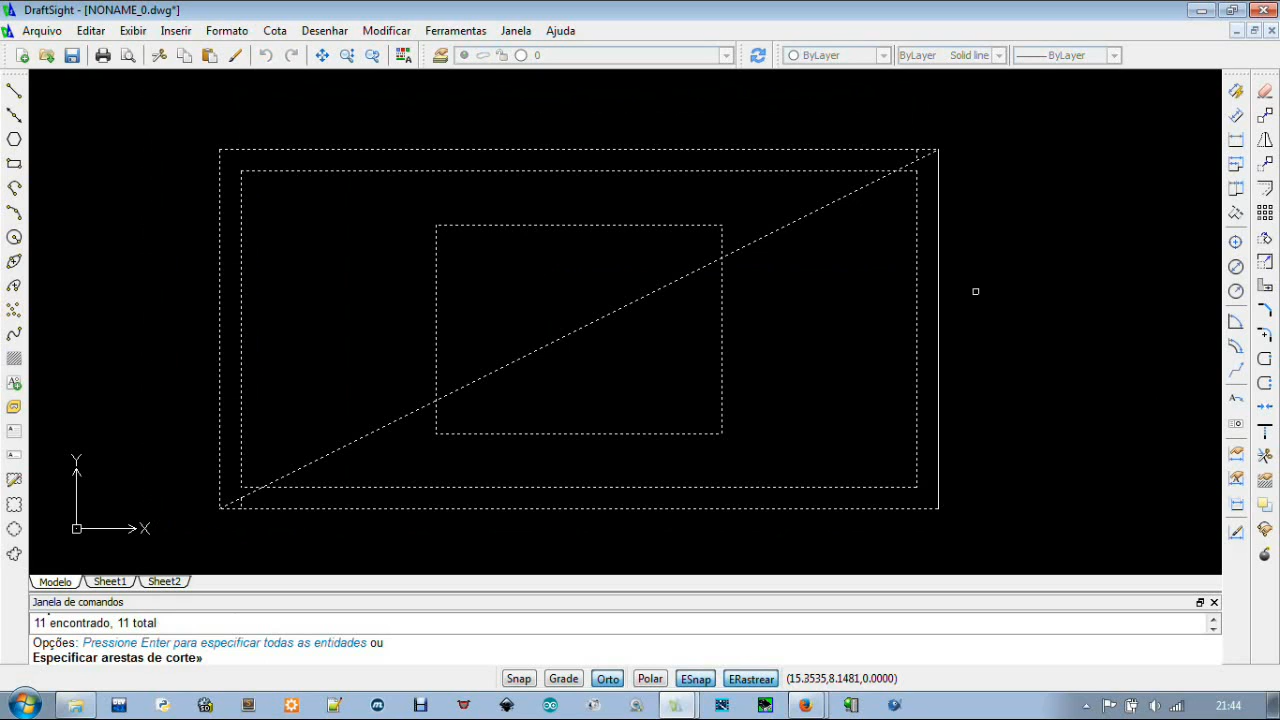 DraftSight - [NONAME_0.dwg*]
Arquivo Editar Exibir Inserir Formato Cota Desenhar Modificar Ferramentas Janela Ajuda
0 ByLayer ByLayer Solid line ByLayer
Y
X
Modelo Sheet1 Sheet2
Janela de comandos
11 encontrado, 11 total
Opções: Pressione Enter para especificar todas as entidades ou
Especificar arestas de corte»
Snap Grade Orto Polar ESnap ERastrear (15.3535,8.1481,0.0000)
21:44